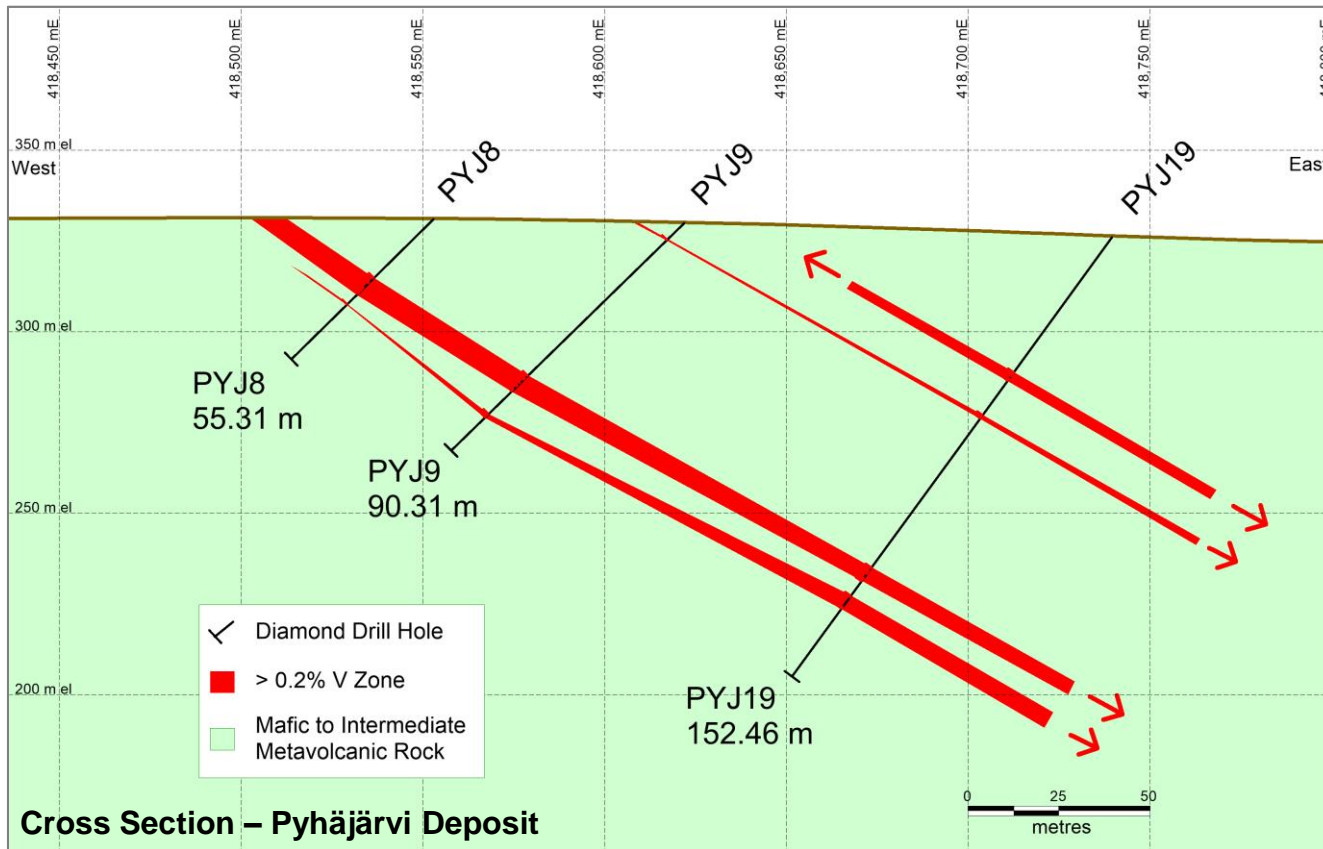 418,450 mE
418,500 mE
418,550 mE
418,600 mE
418,650 mE
418,700 mE
418,750 mE
350 m el
West
East
PYJ8
PYJ9
PYJ19
300 m el
PYJ8
55.31 m
PYJ9
90.31 m
250 m el
Diamond Drill Hole
> 0.2% V Zone
Mafic to Intermediate
Metavolcanic Rock
200 m el
PYJ19
152.46 m
0 25 50
metres
Cross Section – Pyhäjärvi Deposit